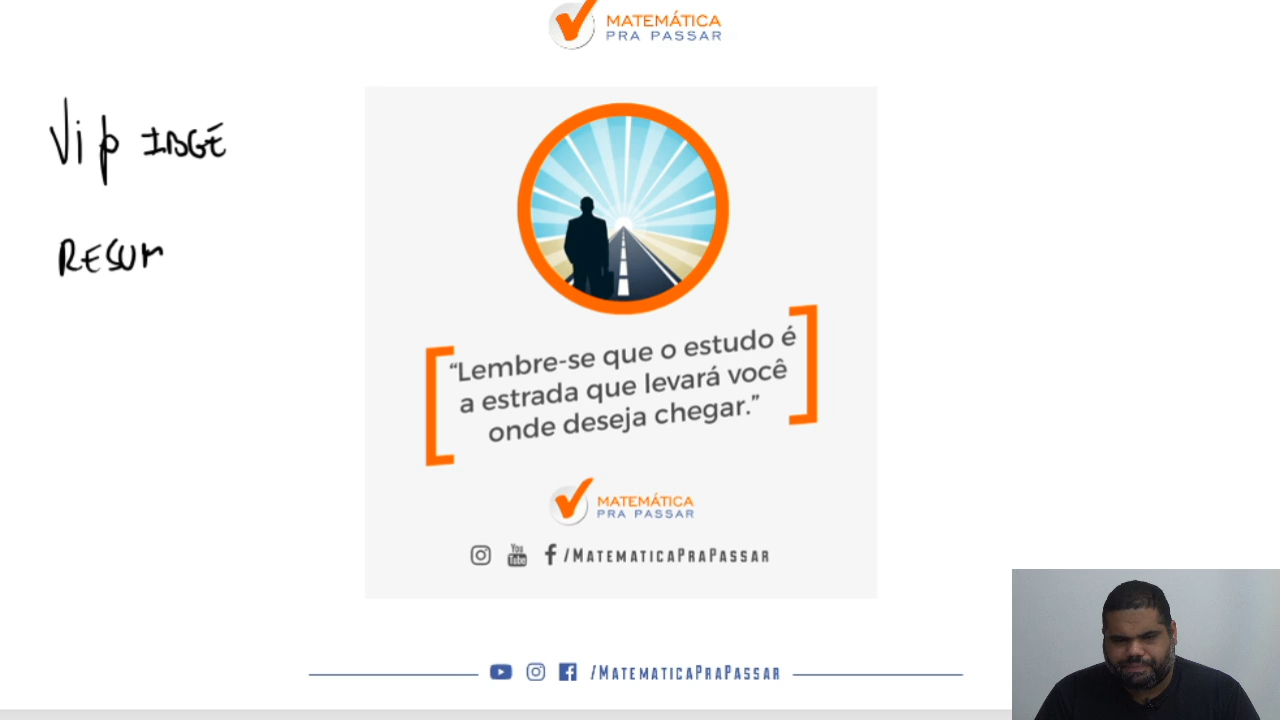 MATEMÁTICA
PRA PASSAR
Vip IBGE
RESUM
“Lembre-se que o estudo é
a estrada que levará você
onde deseja chegar.”
MATEMÁTICA
PRA PASSAR
You Tube f /MATEMATICAPRAPASSAR
/MATEMATICAPRAPASSAR